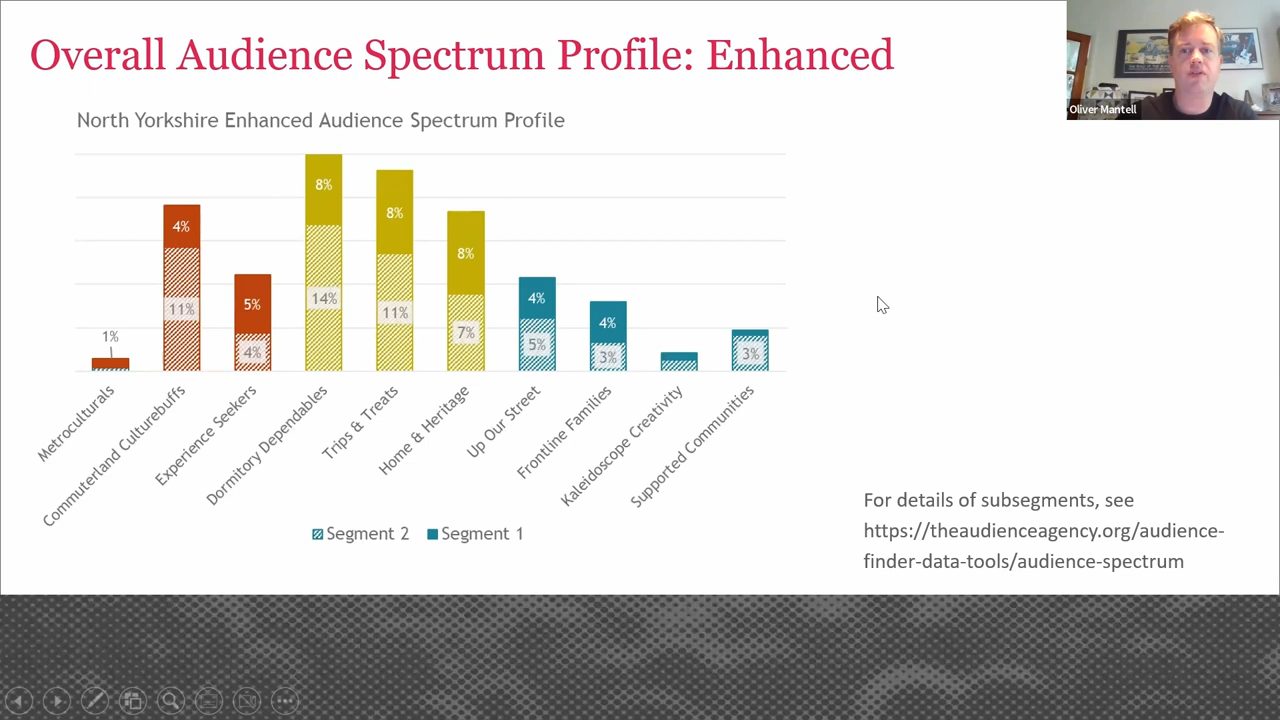 Overall Audience Spectrum Profile: Enhanced
Oliver Mantell
North Yorkshire Enhanced Audience Spectrum Profile
8%
8%
4%
8%
5%
4%
4%
1%
11%
14%
11%
7%
5%
4%
3%
3%
Metroculturals
Commuterland Culturebuffs
Experience Seekers
Dormitory Dependables
Trips & Treats
Home & Heritage
Up Our Street
Frontline Families
Kaleidoscope Creativity
Supported Communities
Segment 2
Segment 1
For details of subsegments, see
https://theaudienceagency.org/audience-
finder-data-tools/audience-spectrum